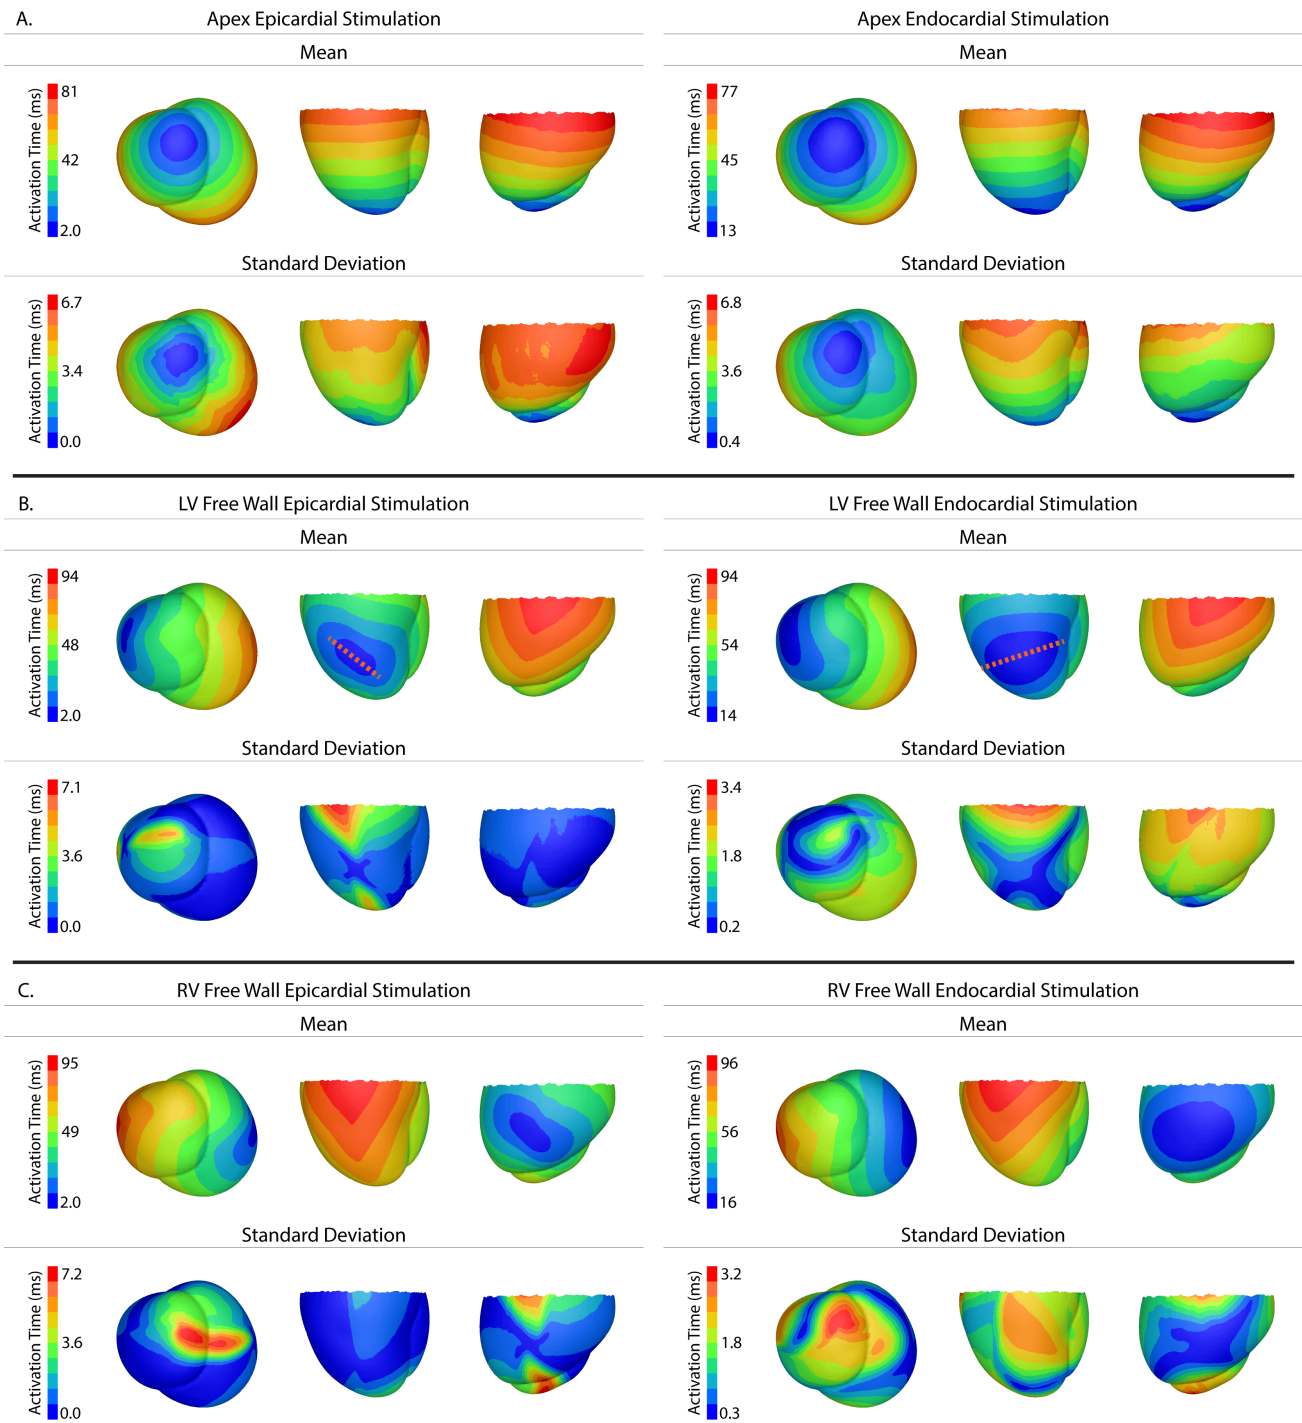 A.
Apex Epicardial Stimulation
Apex Endocardial Stimulation
Mean
Mean
Activation Time (ms)
81
42
2.0
Activation Time (ms)
77
45
13
Standard Deviation
Standard Deviation
Activation Time (ms)
6.7
3.4
0.0
Activation Time (ms)
6.8
3.6
0.4
B.
LV Free Wall Epicardial Stimulation
LV Free Wall Endocardial Stimulation
Mean
Mean
Activation Time (ms)
94
48
2.0
Activation Time (ms)
94
54
14
Standard Deviation
Standard Deviation
Activation Time (ms)
7.1
3.6
0.0
Activation Time (ms)
3.4
1.8
0.2
C.
RV Free Wall Epicardial Stimulation
RV Free Wall Endocardial Stimulation
Mean
Mean
Activation Time (ms)
95
49
2.0
Activation Time (ms)
96
56
16
Standard Deviation
Standard Deviation
Activation Time (ms)
7.2
3.6
0.0
Activation Time (ms)
3.2
1.8
0.3